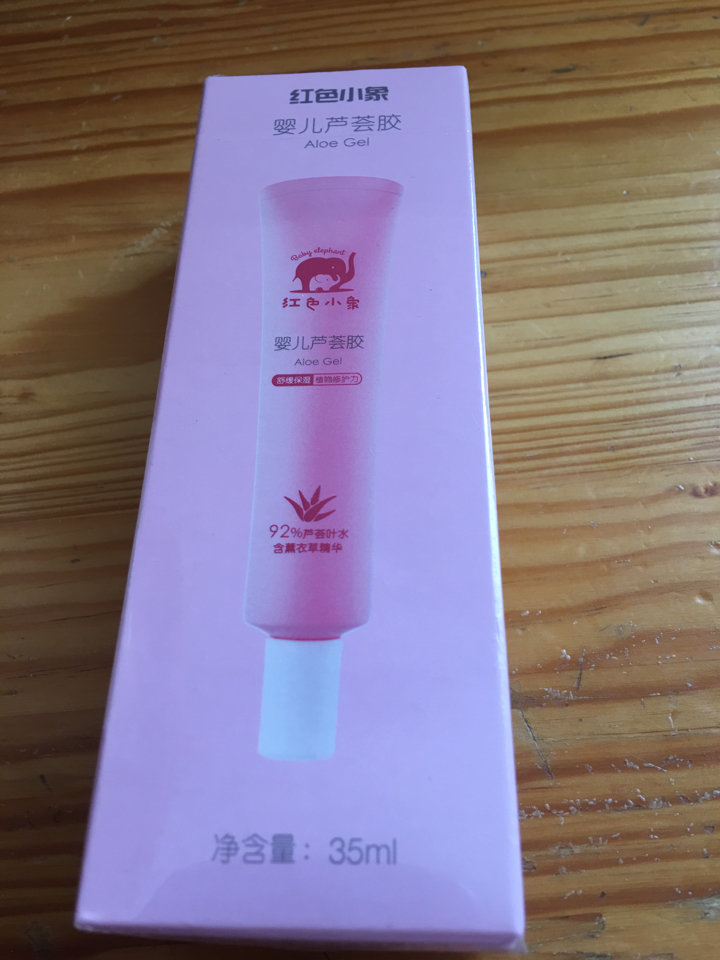 红色小象
婴儿芦荟胶
Aloe Gel
Baby elephant
红色小象
婴儿芦荟胶
Aloe Gel
舒缓保湿 植物修护力
92%芦荟叶水
含薰衣草精华
净含量：35ml